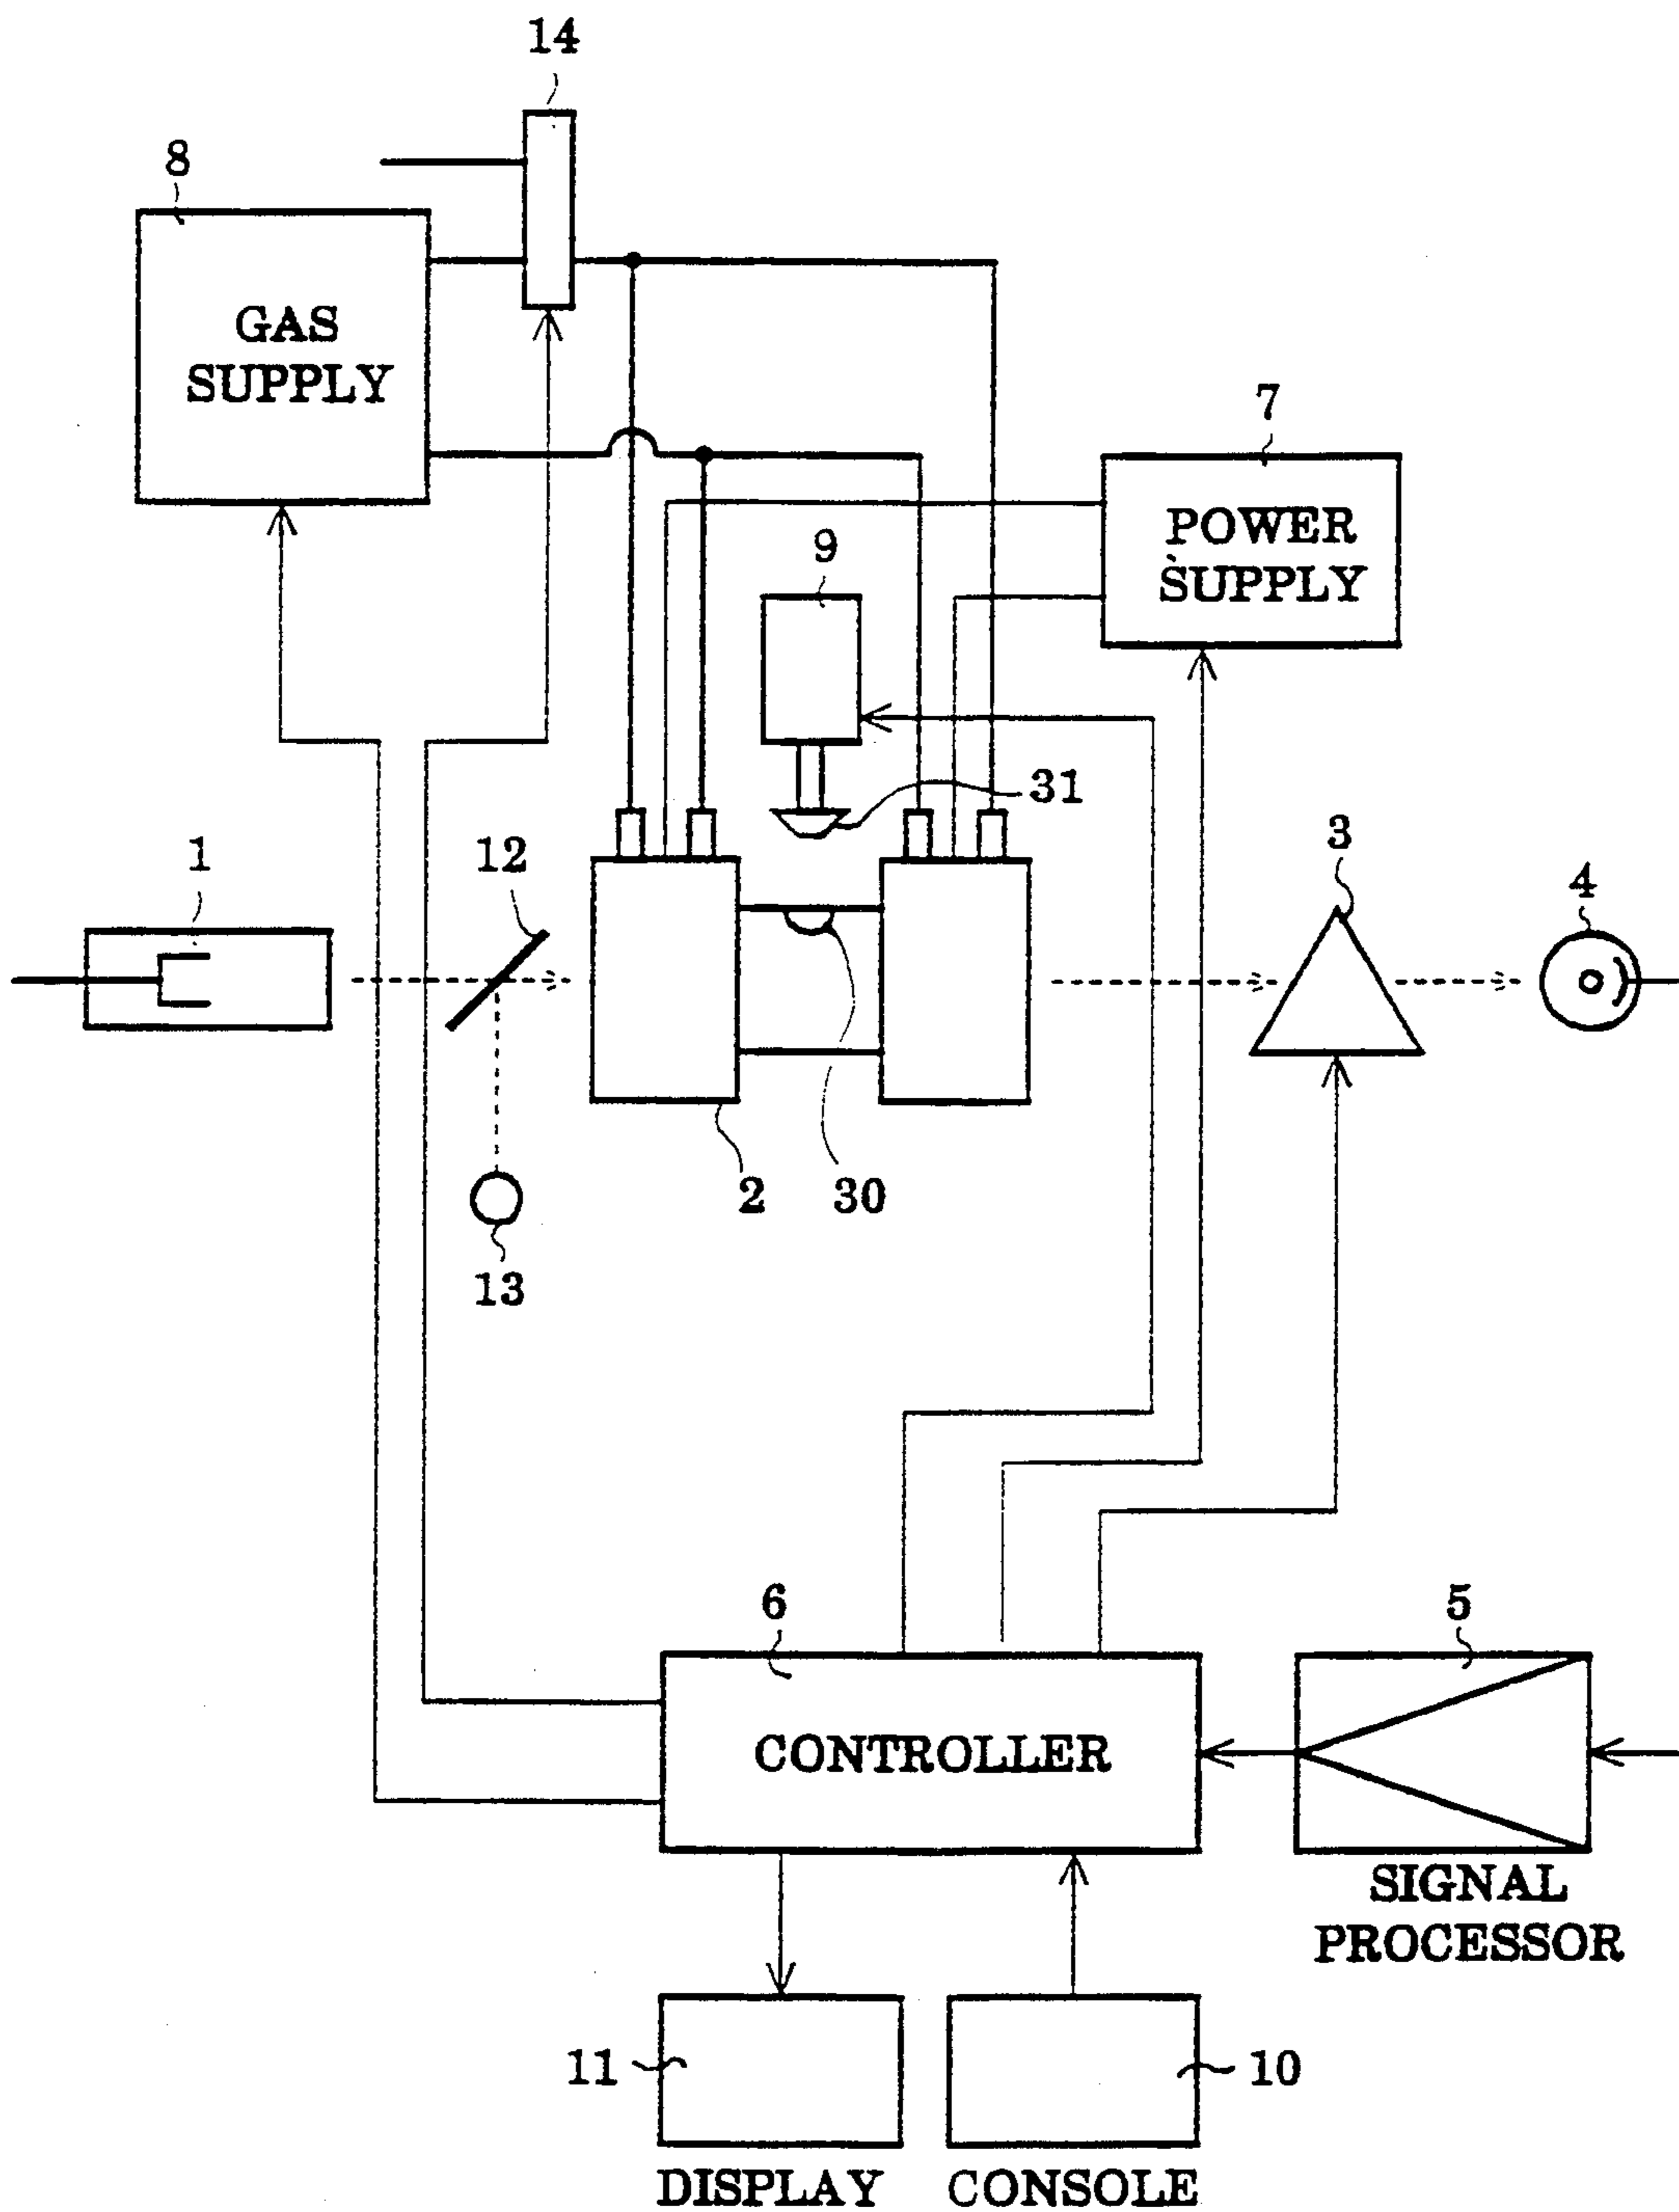 14
8
GAS
SUPPLY
7
POWER
SUPPLY
9
31
1
12
3
4
2
30
13
6
5
CONTROLLER
SIGNAL
PROCESSOR
11
10
DISPLAY
CONSOLE